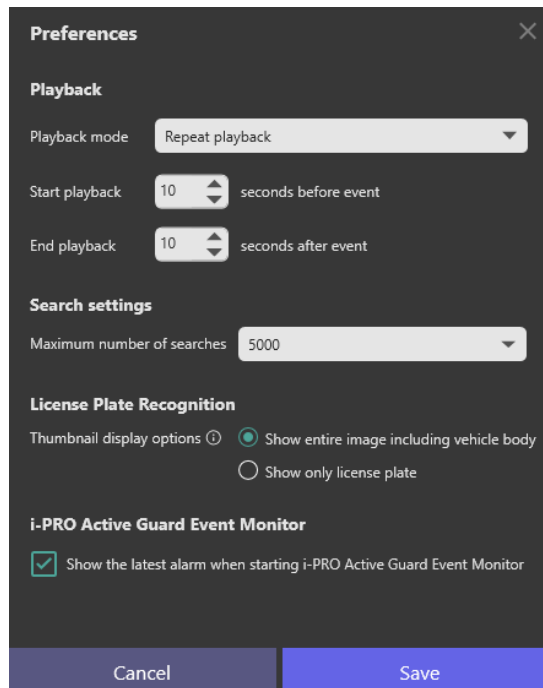 Preferences
Playback
Playback mode Repeat playback
Start playback 10 seconds before event
End playback 10 seconds after event
Search settings
Maximum number of searches 5000
License Plate Recognition
Thumbnail display options Show entire image including vehicle body
Show only license plate
i-PRO Active Guard Event Monitor
Show the latest alarm when starting i-PRO Active Guard Event Monitor
Cancel Save